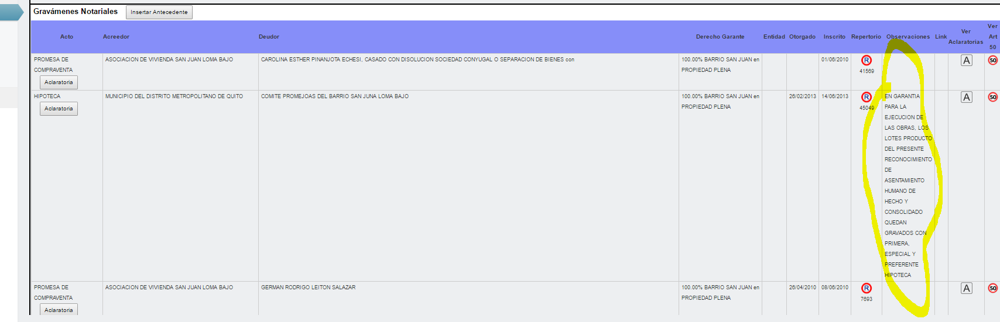 Gravámenes Notariales Insertar Antecedente
Acto Acreedor Deudor Derecho Garante Entidad Otorgado Inscrito Repertorio Observaciones Link Ver Aclaratorias Ver Art 50
PROMESA DE COMPRAVENTA
Aclaratoria
ASOCIACION DE VIVIENDA SAN JUAN LOMA BAJO
CAROLINA ESTHER PINANJOTA ECHESI, CASADO CON DISOLUCION SOCIEDAD CONYUGAL O SEPARACION DE BIENES con
100.00% BARRIO SAN JUAN en
PROPIEDAD PLENA
01/06/2010
R
41569
A
50
HIPOTECA
Aclaratoria
MUNICIPIO DEL DISTRITO METROPOLITANO DE QUITO
COMITE PROMEJOAS DEL BARRIO SAN JUNA LOMA BAJO
100.00% BARRIO SAN JUAN en
PROPIEDAD PLENA
26/02/2013
14/06/2013
R
45049
EN GARANTIA
PARA LA
EJECUCION DE
LAS OBRAS, LOS
LOTES PRODUCTO
DEL PRESENTE
RECONOCIMIENTO
DE
ASENTAMIENTO
HUMANO DE
HECHO Y
CONSOLIDADO
QUEDAN
GRAVADOS CON
PRIMERA,
ESPECIAL Y
PREFERENTE
HIPOTECA
A
50
PROMESA DE
COMPRAVENTA
Aclaratoria
ASOCIACION DE VIVIENDA SAN JUAN LOMA BAJO
GERMAN RODRIGO LEITON SALAZAR
100.00% BARRIO SAN JUAN en
PROPIEDAD PLENA
26/04/2010
08/06/2010
R
7693
A
50